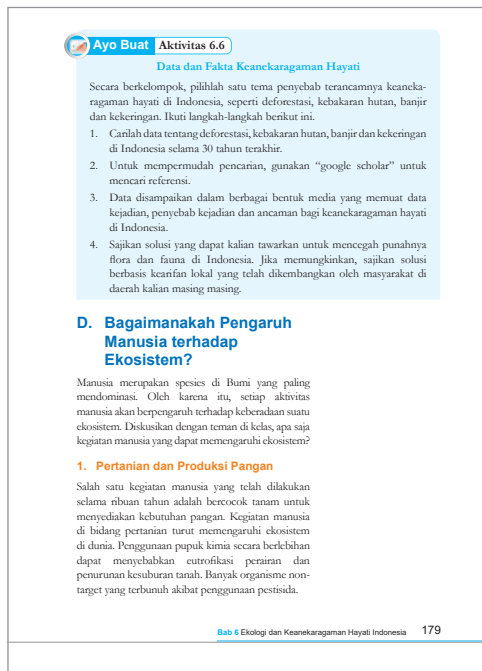 Ayo Buat Aktivitas 6.6
Data dan Fakta Keanekaragaman Hayati
Secara berkelompok, pilihlah satu tema penyebab terancamnya keaneka-
ragaman hayati di Indonesia, seperti deforestasi, kebakaran hutan, banjir
dan kekeringan. Ikuti langkah-langkah berikut ini.
1. Carilah data tentang deforestasi, kebakaran hutan, banjir dan kekeringan
di Indonesia selama 30 tahun terakhir.
2. Untuk mempermudah pencarian, gunakan “google scholar” untuk
mencari referensi.
3. Data disampaikan dalam berbagai bentuk media yang memuat data
kejadian, penyebab kejadian dan ancaman bagi keanekaragaman hayati
di Indonesia.
4. Sajikan solusi yang dapat kalian tawarkan untuk mencegah punahnya
flora dan fauna di Indonesia. Jika memungkinkan, sajikan solusi
berbasis kearifan lokal yang telah dikembangkan oleh masyarakat di
daerah kalian masing masing.
D. Bagaimanakah Pengaruh
Manusia terhadap
Ekosistem?
Manusia merupakan spesies di Bumi yang paling
mendominasi. Oleh karena itu, setiap aktivitas
manusia akan berpengaruh terhadap keberadaan suatu
ekosistem. Diskusikan dengan teman di kelas, apa saja
kegiatan manusia yang dapat memengaruhi ekosistem?
1. Pertanian dan Produksi Pangan
Salah satu kegiatan manusia yang telah dilakukan
selama ribuan tahun adalah bercocok tanam untuk
menyediakan kebutuhan pangan. Kegiatan manusia
di bidang pertanian turut memengaruhi ekosistem
di dunia. Penggunaan pupuk kimia secara berlebihan
dapat menyebabkan eutrofikasi perairan dan
penurunan kesuburan tanah. Banyak organisme non-
target yang terbunuh akibat penggunaan pestisida.
Bab 6 Ekologi dan Keanekaragaman Hayati Indonesia 179